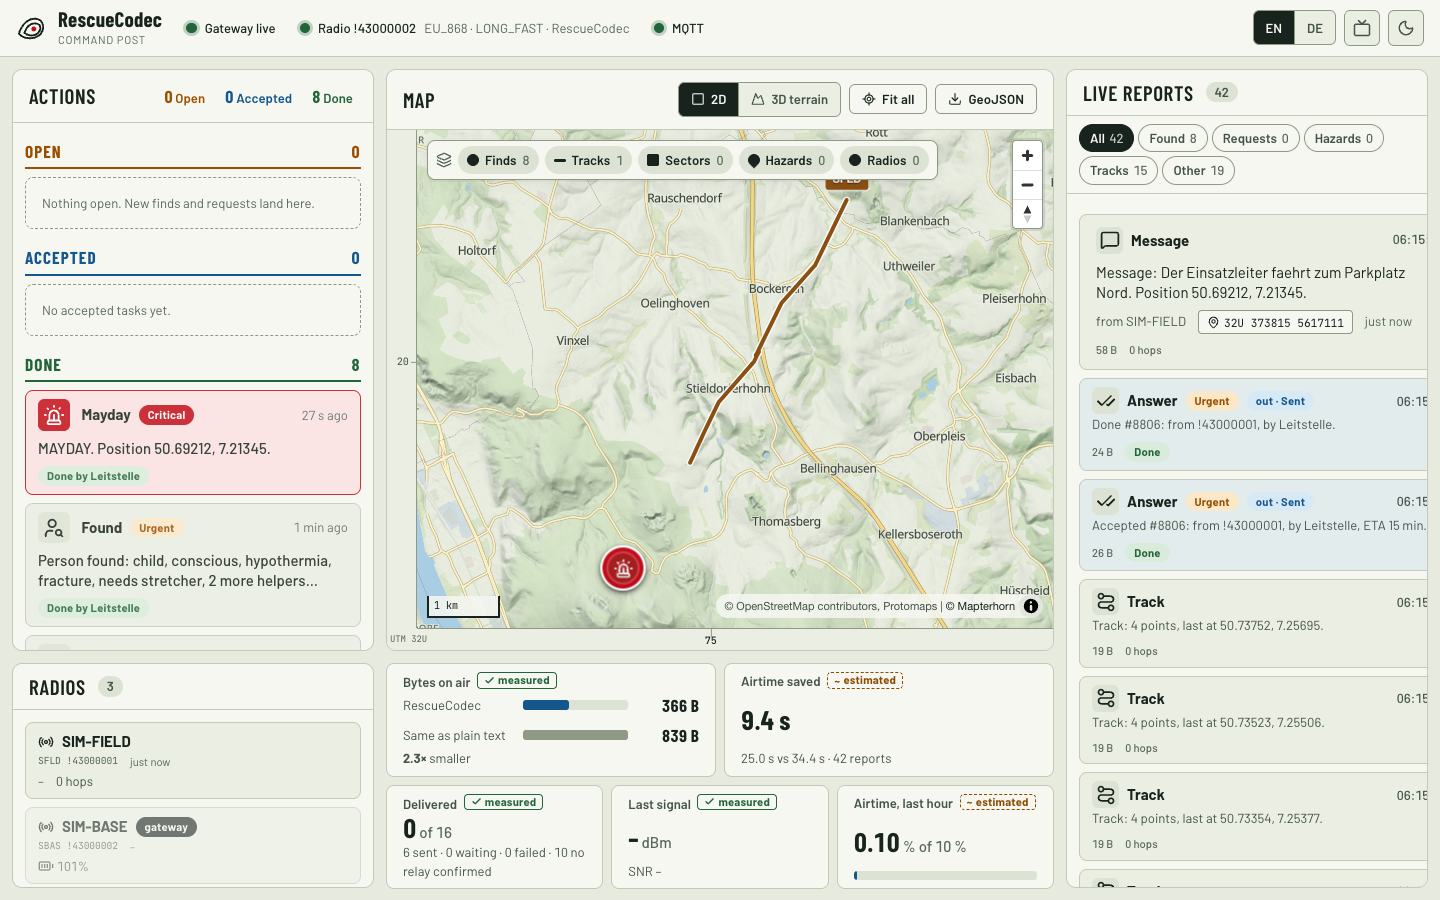 RescueCodec
COMMAND POST
Gateway live
Radio !43000002 EU_868 · LONG_FAST · RescueCodec
MQTT
EN DE
ACTIONS
0 Open 0 Accepted 8 Done
OPEN 0
Nothing open. New finds and requests land here.
ACCEPTED 0
No accepted tasks yet.
DONE 8
Mayday Critical 27 s ago
MAYDAY. Position 50.69212, 7.21345.
Done by Leitstelle
Found Urgent 1 min ago
Person found: child, conscious, hypothermia,
fracture, needs stretcher, 2 more helpers...
Done by Leitstelle
RADIOS 3
SIM-FIELD
SFLD !43000001 just now
– 0 hops
SIM-BASE gateway
SBAS !43000002 –
101%
MAP
2D 3D terrain Fit all GeoJSON
Rott
Finds 8 Tracks 1 Sectors 0 Hazards 0 Radios 0
Rauschendorf
Blankenbach
Holtorf
Uthweiler
Oelinghoven
Pleiserhohn
Vinxel
20
Eisbach
Oberpleis
Bellinghausen
Thomasberg
Kellersboseroth
Hüscheid
1 km
© OpenStreetMap contributors, Protomaps | © Mapterhorn
UTM 32U
75
Bytes on air measured
RescueCodec 366 B
Same as plain text 839 B
2.3× smaller
Airtime saved ~ estimated
9.4 s
25.0 s vs 34.4 s · 42 reports
Delivered measured
0 of 16
6 sent · 0 waiting · 0 failed · 10 no
relay confirmed
Last signal measured
– dBm
SNR –
Airtime, last hour ~ estimated
0.10 % of 10 %
LIVE REPORTS 42
All 42 Found 8 Requests 0 Hazards 0
Tracks 15 Other 19
Message 06:15
Message: Der Einsatzleiter faehrt zum Parkplatz
Nord. Position 50.69212, 7.21345.
from SIM-FIELD 32U 373815 5617111 just now
58 B 0 hops
Answer Urgent out · Sent 06:15
Done #8806: from !43000001, by Leitstelle.
24 B Done
Answer Urgent out · Sent 06:15
Accepted #8806: from !43000001, by Leitstelle, ETA 15 min.
26 B Done
Track 06:15
Track: 4 points, last at 50.73752, 7.25695.
19 B 0 hops
Track 06:15
Track: 4 points, last at 50.73523, 7.25506.
19 B 0 hops
Track 06:15
Track: 4 points, last at 50.73354, 7.25377.
19 B 0 hops